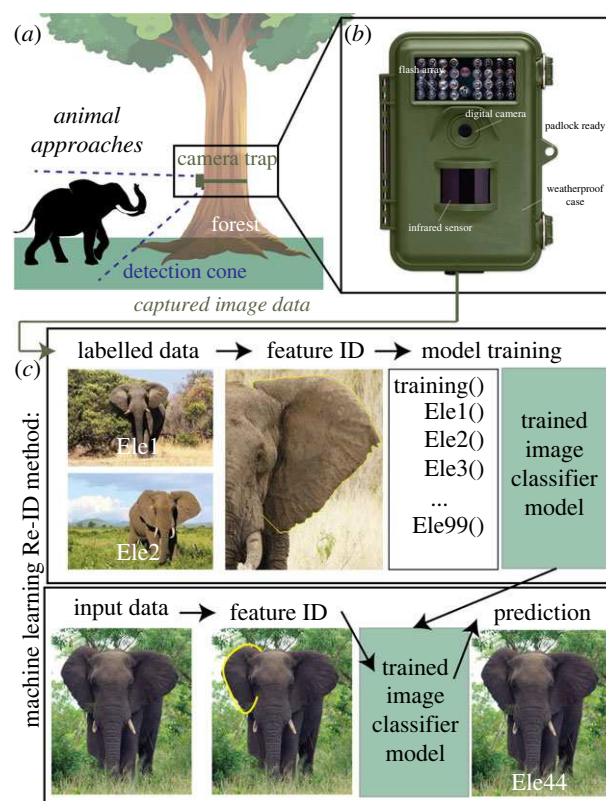 (a)
animal
approaches
camera trap
forest
detection cone
captured image data
(b)
flash array
digital camera
padlock ready
weatherproof
case
infrared sensor
(c)
machine learning Re-ID method:
labelled data
feature ID
model training
Ele1
Ele2
training()
Ele1()
Ele2()
Ele3()
...
Ele99()
trained
image
classifier
model
input data
feature ID
prediction
trained
image
classifier
model
Ele44